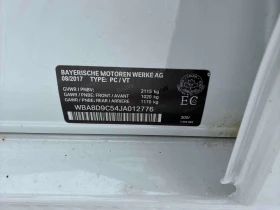 BAYERISCHE MOTOREN WERKE AG
08/2017 TYPE: PC / VT
GWR/PNBV: 2115 kg
GAWR FRONT/PNBE AVANT: 1020 kg
GAWR REAR/PNBE ARRIERE: 1170 kg
WBA8D9C54JA012776
EC